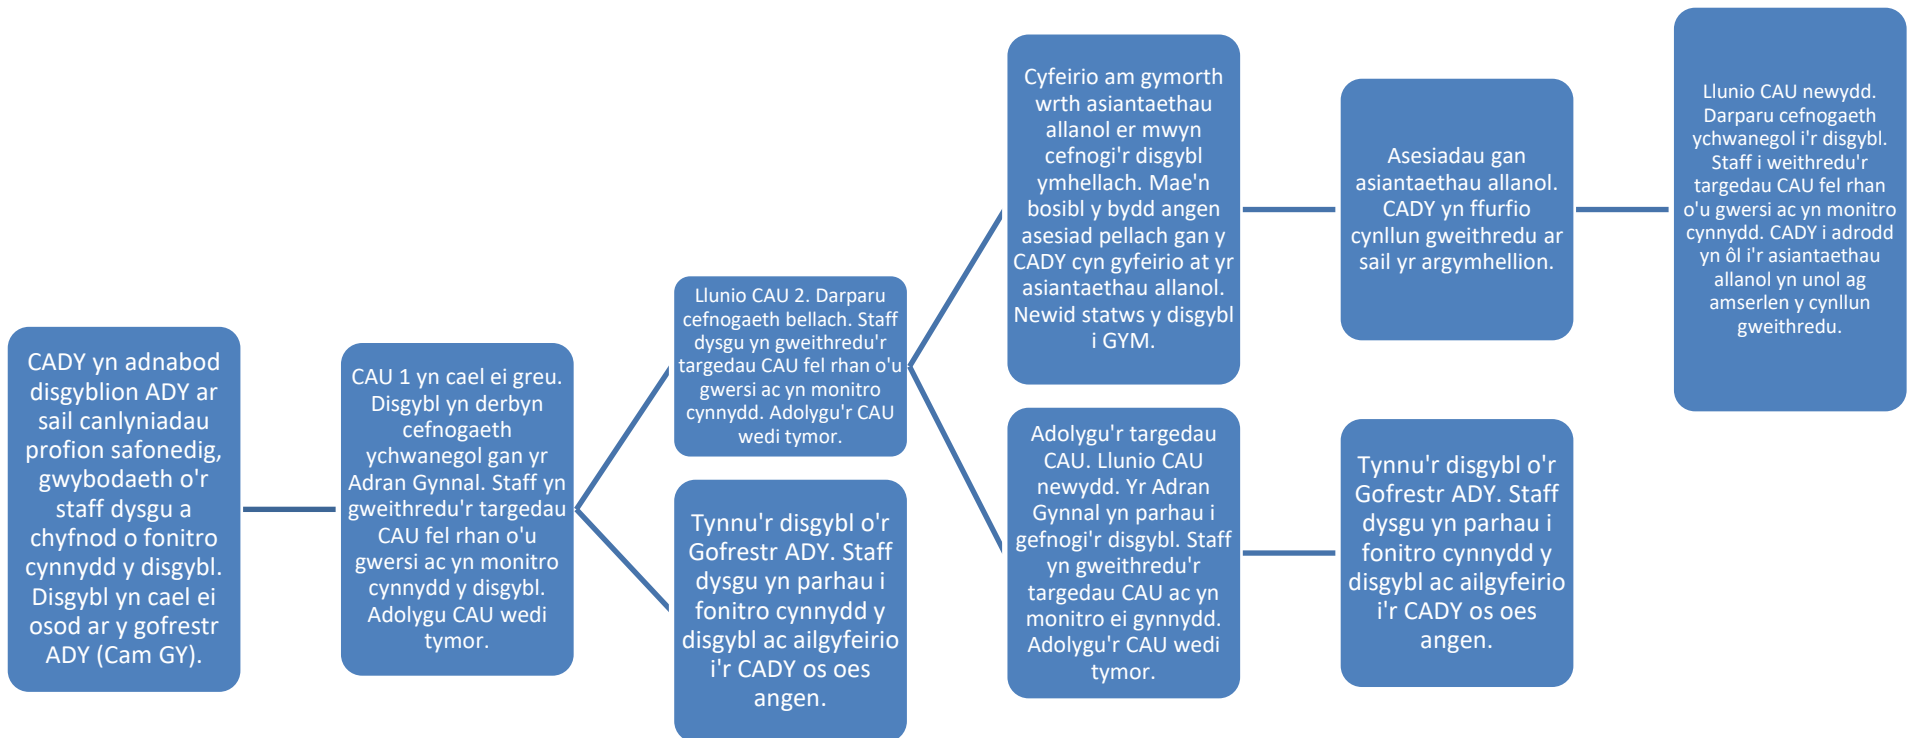 CADY yn adnabod
disgyblion ADY ar
sail canlyniadau
profion safonedig,
gwybodaeth o'r
staff dysgu a
chyfnod o fonitro
cynnydd y disgybl.
Disgybl yn cael ei
osod ar y gofrestr
ADY (Cam GY).
CAU 1 yn cael ei greu.
Disgybl yn derbyn
cefnogaeth
ychwanegol gan yr
Adran Gynnal. Staff yn
gweithredu'r targedau
CAU fel rhan o'u
gwersi ac yn monitro
cynnydd y disgybl.
Adolygu CAU wedi
tymor.
Llunio CAU 2. Darparu
cefnogaeth bellach. Staff
dysgu yn gweithredu'r
targedau CAU fel rhan o'u
gwersi ac yn monitro
cynnydd. Adolygu'r CAU
wedi tymor.
Tynnu'r disgybl o'r
Gofrestr ADY. Staff
dysgu yn parhau i
fonitro cynnydd y
disgybl ac ailgyfeirio
i'r CADY os oes
angen.
Cyfeirio am gymorth
wrth asiantaethau
allanol er mwyn
cefnogi'r disgybl
ymhellach. Mae'n
bosibl y bydd angen
asesiad pellach gan y
CADY cyn gyfeirio at yr
asiantaethau allanol.
Newid statws y disgybl
i GYM.
Adolygu'r targedau
CAU. Llunio CAU
newydd. Yr Adran
Gynnal yn parhau i
gefnogi'r disgybl. Staff
yn gweithredu'r
targedau CAU ac yn
monitro ei gynnydd.
Adolygu'r CAU wedi
tymor.
Asesiadau gan
asiantaethau allanol.
CADY yn ffurfio
cynllun gweithredu ar
sail yr argymhellion.
Tynnu'r disgybl o'r
Gofrestr ADY. Staff
dysgu yn parhau i
fonitro cynnydd y
disgybl ac ailgyfeirio
i'r CADY os oes
angen.
Llunio CAU newydd.
Darparu cefnogaeth
ychwanegol i'r disgybl.
Staff i weithredu'r
targedau CAU fel rhan
o'u gwersi ac yn monitro
cynnydd. CADY i adrodd
yn ôl i'r asiantaethau
allanol yn unol ag
amserlen y cynllun
gweithredu.